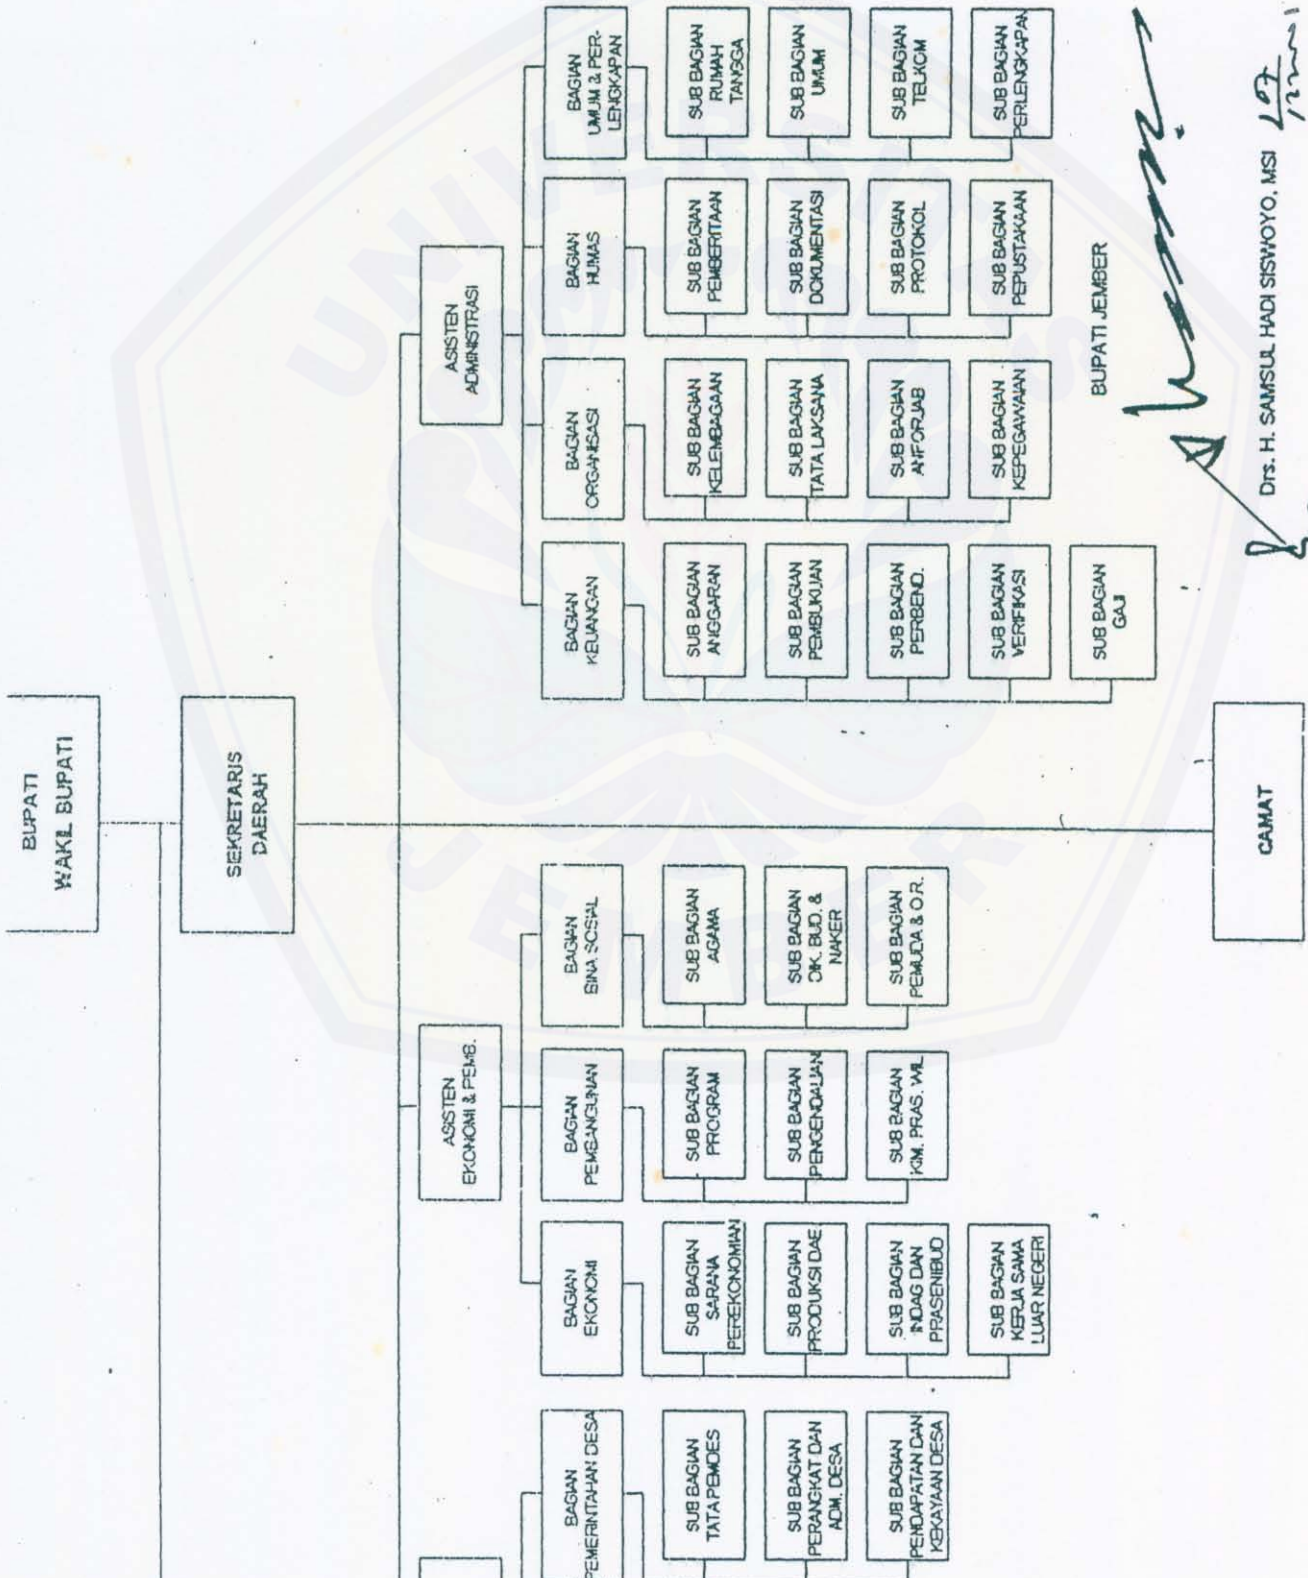 BUPATI
WAKIL BUPATI
SEKRETARIS
DAERAH
ASISTEN
EKONOMI & PEMB.
ASISTEN
ADMINISTRASI
BAGIAN
PEMERINTAHAN DESA
SUB BAGIAN
TATA PEMDES
SUB BAGIAN
PERANGKAT DAN
ADM. DESA
SUB BAGIAN
PENDAPATAN DAN
KEKAYAAN DESA
BAGIAN
EKONOMI
SUB BAGIAN
SARANA
PEREKONOMIAN
SUB BAGIAN
PRODUKSI DAE
SUB BAGIAN
INDAG DAN
PRASENIBUD
SUB BAGIAN
KERJA SAMA
LUAR NEGERI
BAGIAN
PEMBANGUNAN
SUB BAGIAN
PROGRAM
SUB BAGIAN
PENGENDALIAN
SUB BAGIAN
KIM. PRAS. WIL
BAGIAN
BINA SOSIAL
SUB BAGIAN
AGAMA
SUB BAGIAN
DIK. BUD. &
NAKER
SUB BAGIAN
PEMUDA & O.R.
BAGIAN
KEUANGAN
SUB BAGIAN
ANGGARAN
SUB BAGIAN
PEMBUKUAN
SUB BAGIAN
PERBEND.
SUB BAGIAN
VERIFIKASI
SUB BAGIAN
GAJI
BAGIAN
ORGANISASI
SUB BAGIAN
KELEMBAGAAN
SUB BAGIAN
TATA LAKSANA
SUB BAGIAN
ANFORJAB
SUB BAGIAN
KEPEGAWAIAN
BAGIAN
HUMAS
SUB BAGIAN
PEMBERITAAN
SUB BAGIAN
DOKUMENTASI
SUB BAGIAN
PROTOKOL
SUB BAGIAN
PEPUSTAKAAN
BAGIAN
UMUM & PER-
LENGKAPAN
SUB BAGIAN
RUMAH
TANGGA
SUB BAGIAN
UMUM
SUB BAGIAN
TELKOM
SUB BAGIAN
PERLENGKAPAN
CAMAT
BUPATI JEMBER
Drs. H. SAMSUL HADI SISWOYO, MSI
UNIVERSITAS
JEMBER